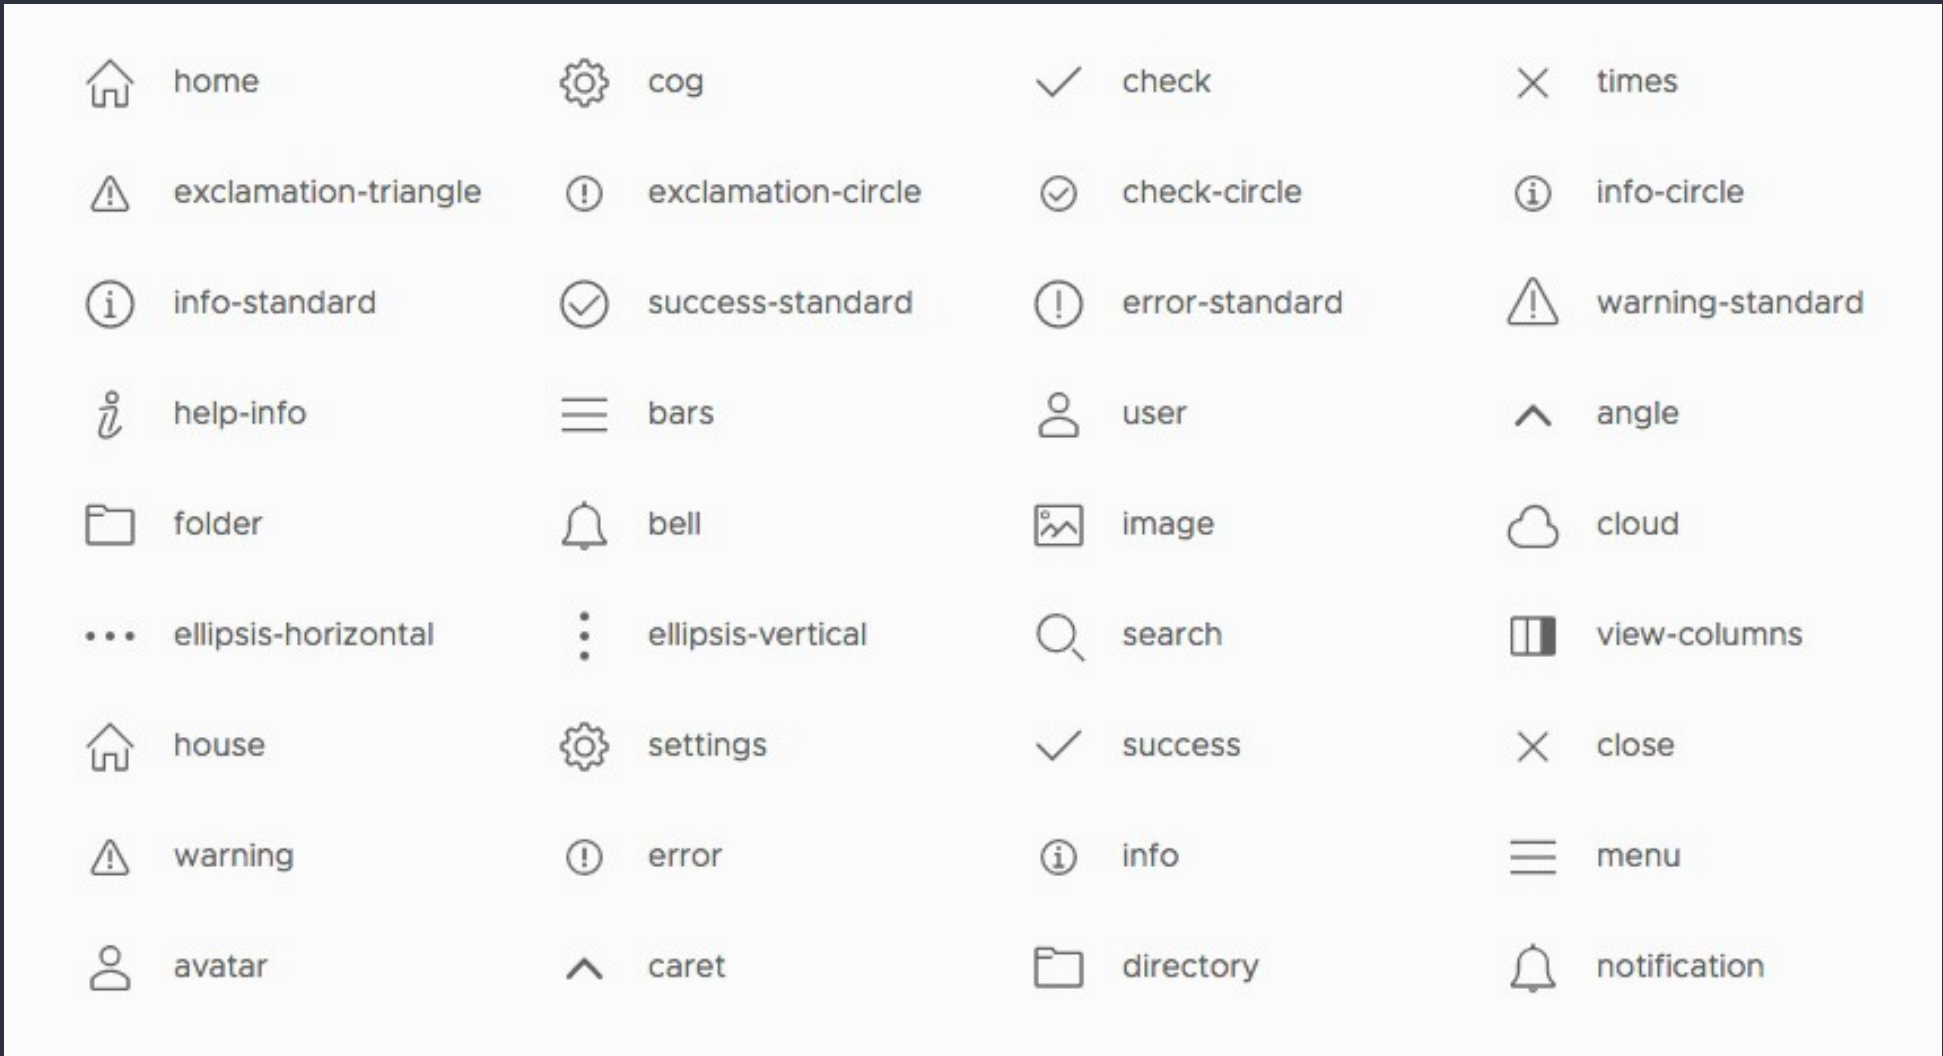 home cog check times
exclamation-triangle exclamation-circle check-circle info-circle
info-standard success-standard error-standard warning-standard
help-info bars user angle
folder bell image cloud
ellipsis-horizontal ellipsis-vertical search view-columns
house settings success close
warning error info menu
avatar caret directory notification